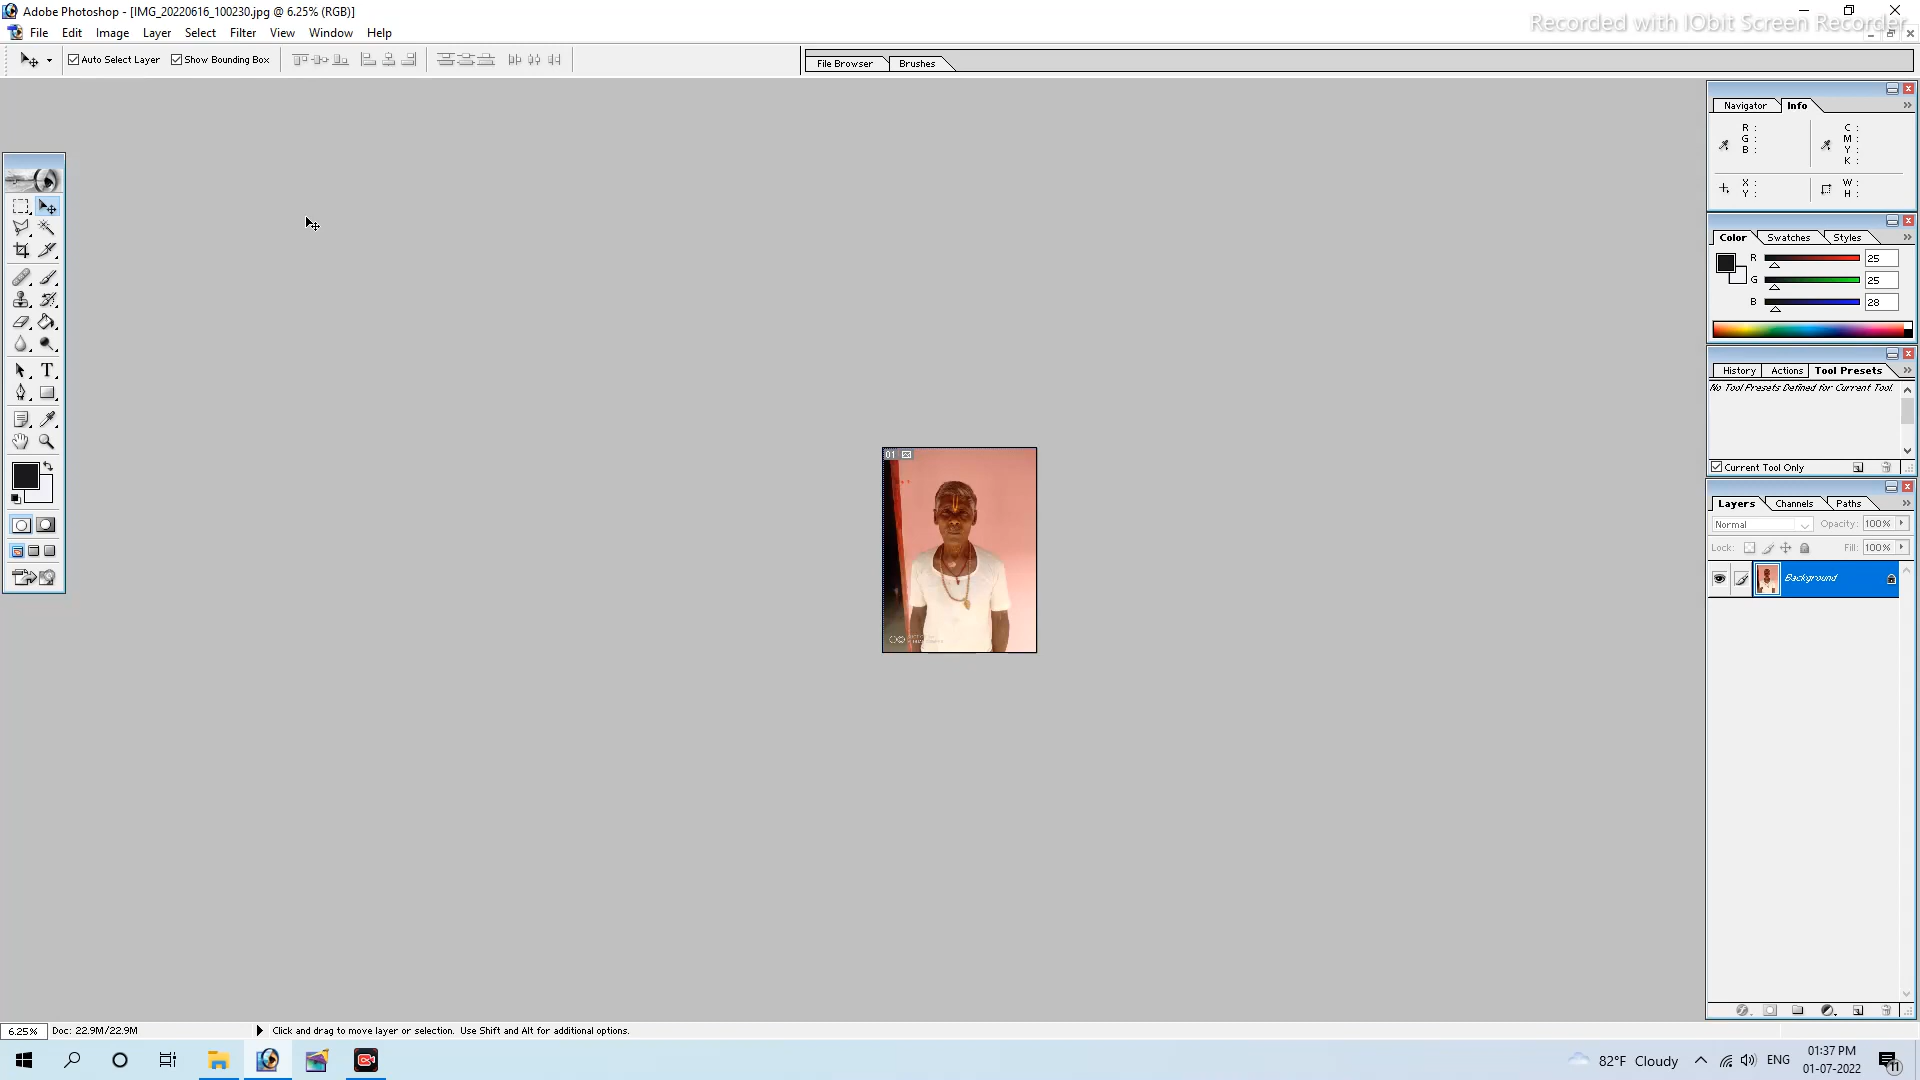 Adobe Photoshop - [IMG_20220616_100230.jpg @ 6.25% (RGB)]
Recorded with IObit Screen Recorder
File Edit Image Layer Select Filter View Window Help
Auto Select Layer Show Bounding Box
File Browser Brushes
Navigator Info
R : C :
G : M :
B : Y :
K :
X : W :
Y : H :
Color Swatches Styles
R 25
G 25
B 28
History Actions Tool Presets
No Tool Presets Defined for Current Tool.
Current Tool Only
Layers Channels Paths
Normal Opacity: 100%
Lock: Fill: 100%
Background
01
T
6.25% Doc: 22.9M/22.9M Click and drag to move layer or selection. Use Shift and Alt for additional options.
82°F Cloudy ENG 01:37 PM
01-07-2022
11